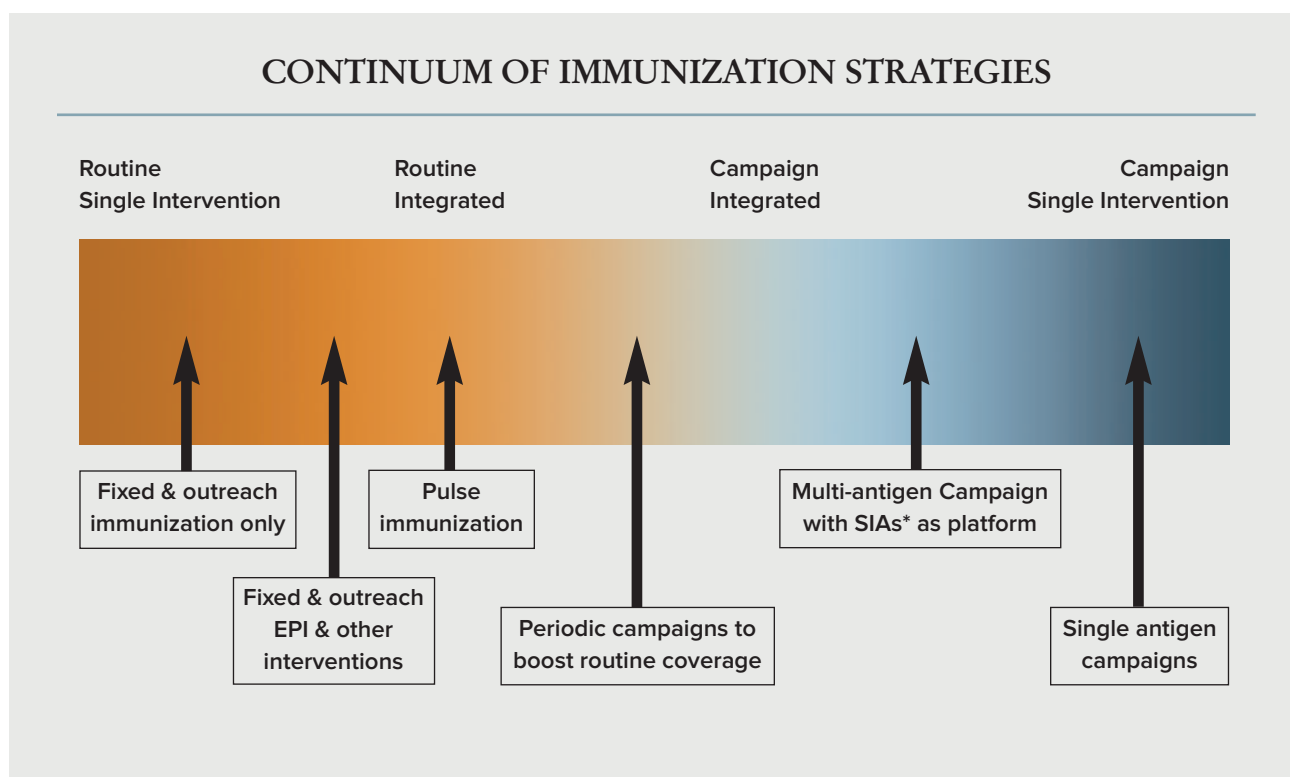 CONTINUUM OF IMMUNIZATION STRATEGIES
Routine
Single Intervention
Routine
Integrated
Campaign
Integrated
Campaign
Single Intervention
Fixed & outreach
immunization only
Fixed & outreach
EPI & other
interventions
Pulse
immunization
Periodic campaigns to
boost routine coverage
Multi-antigen Campaign
with SIAs* as platform
Single antigen
campaigns